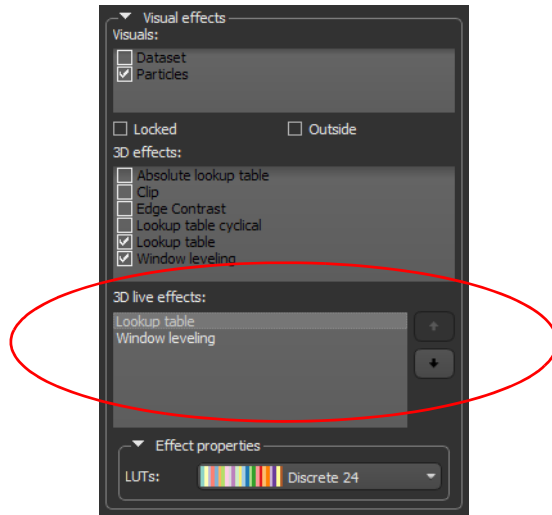 Visual effects
Visuals:
Dataset
Particles
Locked Outside
3D effects:
Absolute lookup table
Clip
Edge Contrast
Lookup table cyclical
Lookup table
Window leveling
3D live effects:
Lookup table
Window leveling
Effect properties
LUTs: Discrete 24